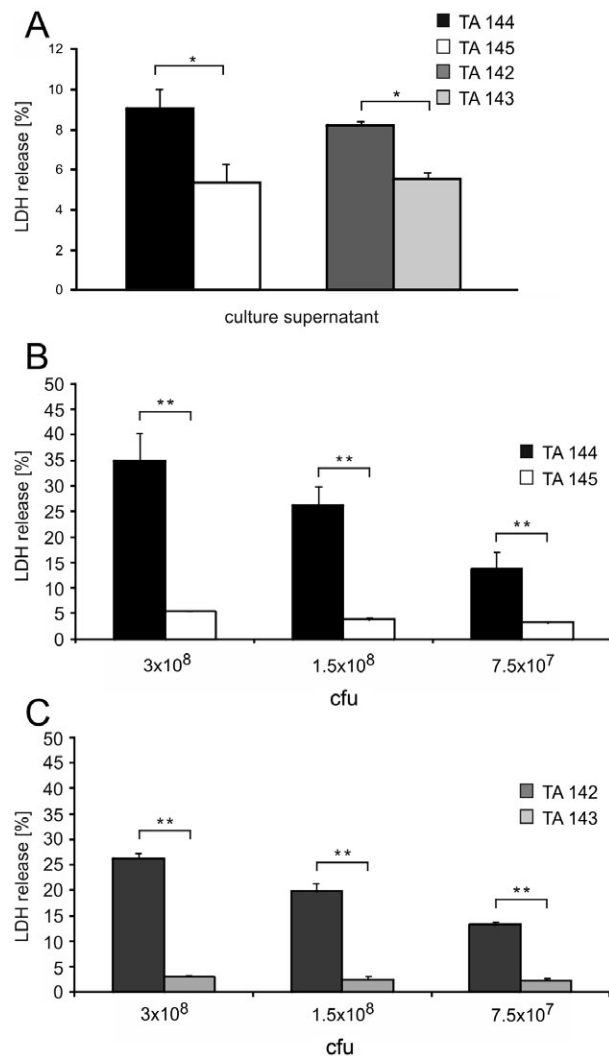 A
TA 144
TA 145
TA 142
TA 143
LDH release [%]
12
10
8
6
4
2
0
*
*
culture supernatant
B
LDH release [%]
50
45
40
35
30
25
20
15
10
5
0
**
**
**
TA 144
TA 145
3x10⁸ 1.5x10⁸ 7.5x10⁷
cfu
C
LDH release [%]
50
45
40
35
30
25
20
15
10
5
0
**
**
**
TA 142
TA 143
3x10⁸ 1.5x10⁸ 7.5x10⁷
cfu